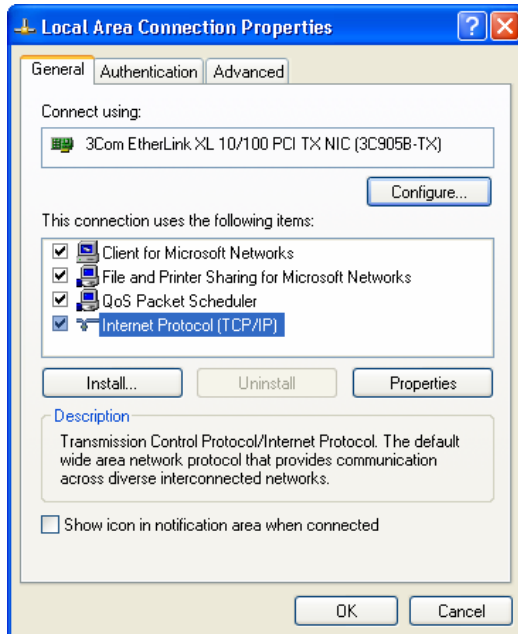 Local Area Connection Properties
General Authentication Advanced
Connect using:
3Com EtherLink XL 10/100 PCI TX NIC (3C905B-TX)
Configure...
This connection uses the following items:
Client for Microsoft Networks
File and Printer Sharing for Microsoft Networks
QoS Packet Scheduler
Internet Protocol (TCP/IP)
Install... Uninstall Properties
Description
Transmission Control Protocol/Internet Protocol. The default
wide area network protocol that provides communication
across diverse interconnected networks.
Show icon in notification area when connected
OK Cancel